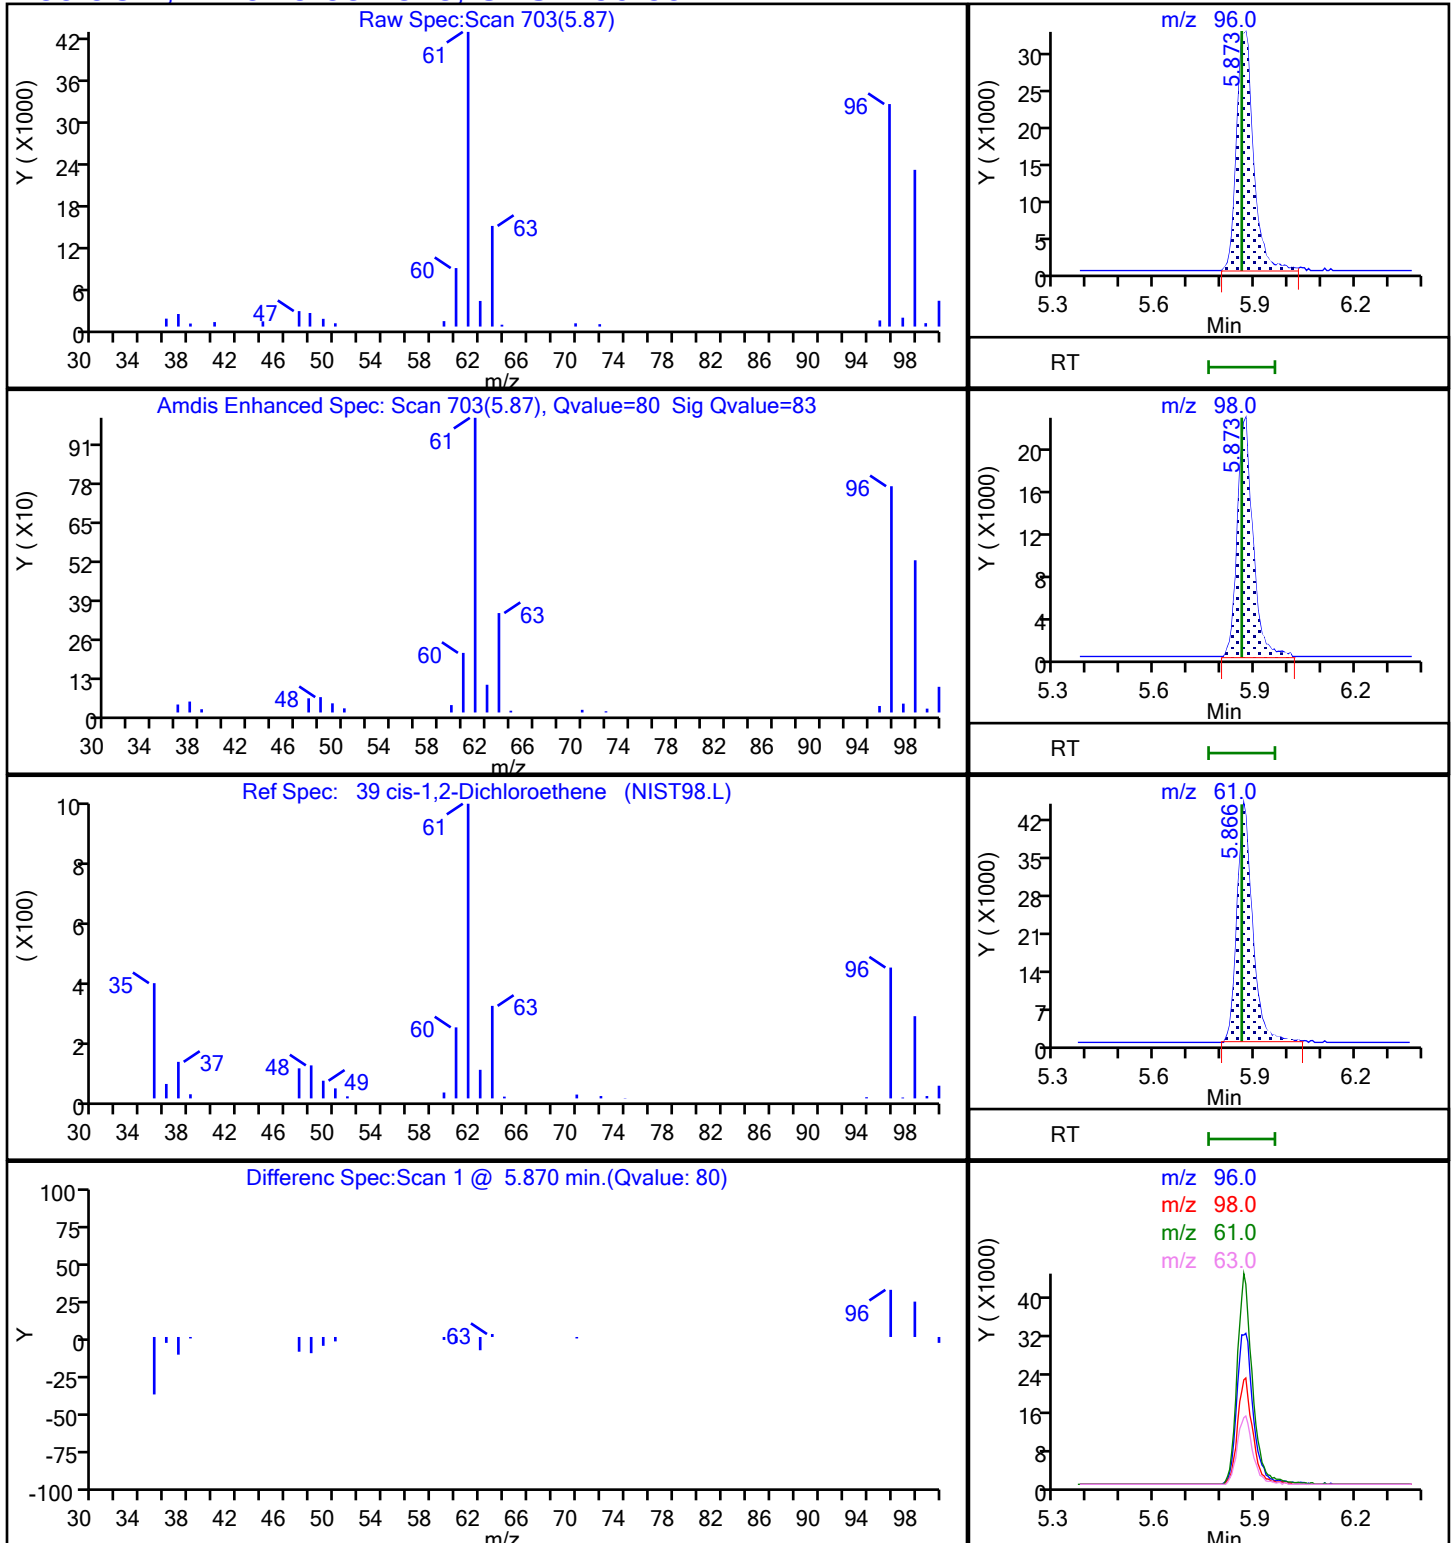 Raw Spec:Scan 703(5.87)
Y ( X1000)
42
36
30
24
18
12
6
0
61
96
63
60
47
30 34 38 42 46 50 54 58 62 66 70 74 78 82 86 90 94 98
m/z
m/z 96.0
Y ( X1000)
30
25
20
15
10
5
0
5.873
5.3 5.6 5.9 6.2
Min
RT
Amdis Enhanced Spec: Scan 703(5.87), Qvalue=80 Sig Qvalue=83
Y ( X10)
91
78
65
52
39
26
13
0
61
96
63
60
48
30 34 38 42 46 50 54 58 62 66 70 74 78 82 86 90 94 98
m/z
m/z 98.0
Y ( X1000)
20
16
12
8
4
0
5.873
5.3 5.6 5.9 6.2
Min
RT
Ref Spec: 39 cis-1,2-Dichloroethene (NIST98.L)
( X100)
10
8
6
4
2
0
61
96
35
63
60
37
48
49
30 34 38 42 46 50 54 58 62 66 70 74 78 82 86 90 94 98
m/z 61.0
Y ( X1000)
42
35
28
21
14
7
0
5.866
5.3 5.6 5.9 6.2
Min
RT
Differenc Spec:Scan 1 @ 5.870 min.(Qvalue: 80)
Y
100
75
50
25
0
-25
-50
-75
-100
63
96
30 34 38 42 46 50 54 58 62 66 70 74 78 82 86 90 94 98
m/z
m/z 96.0
m/z 98.0
m/z 61.0
m/z 63.0
Y ( X1000)
40
32
24
16
8
0
5.3 5.6 5.9 6.2
Min